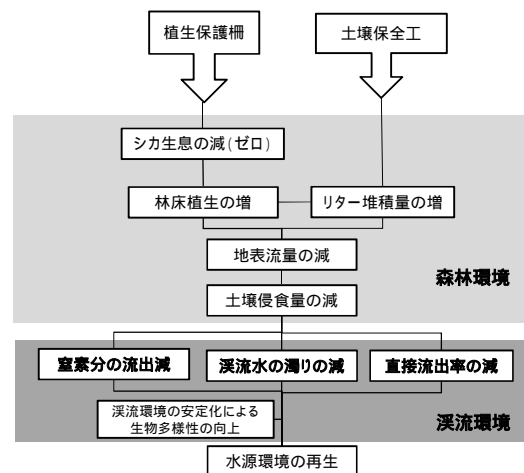 植生保護柵
土壌保全工
シカ生息の減(ゼロ)
林床植生の増
リター堆積量の増
地表流量の減
森林環境
土壌侵食量の減
窒素分の流出減
渓流水の濁りの減
直接流出率の減
渓流環境の安定化による
生物多様性の向上
渓流環境
水源環境の再生